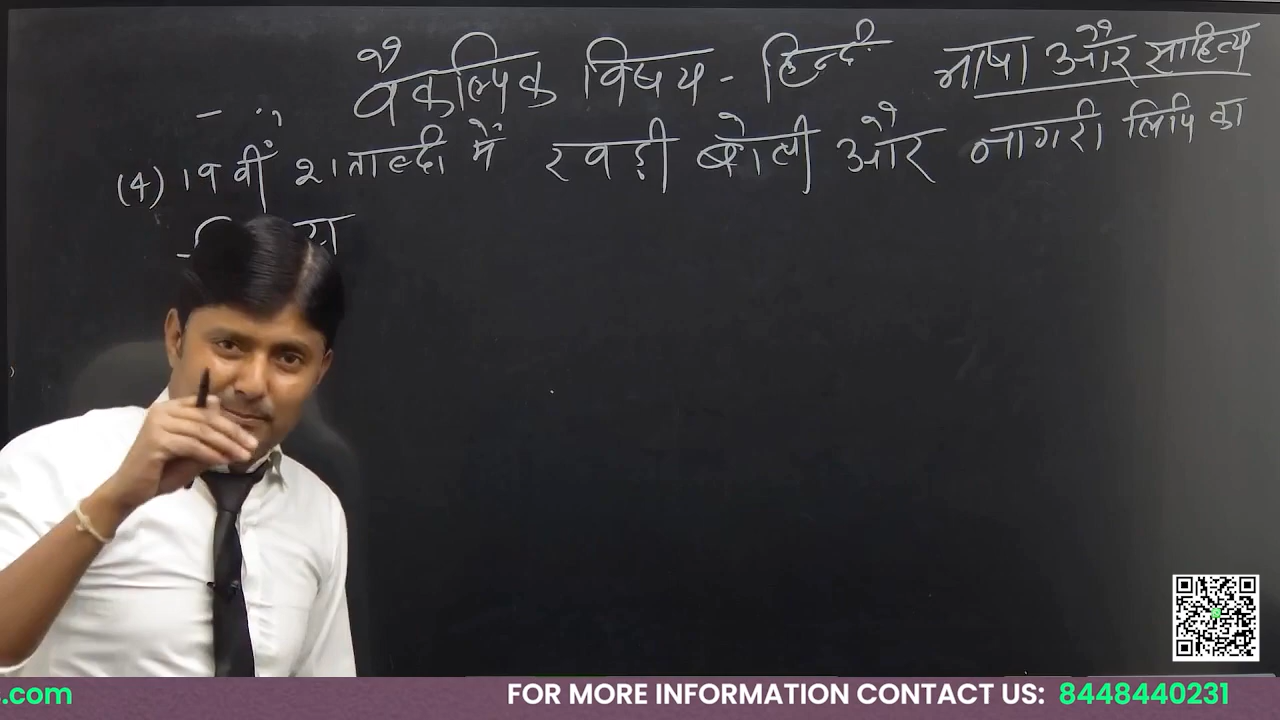 वैकल्पिक विषय - हिन्दी भाषा और साहित्य
(4) 19वीं शताब्दी में खड़ी बोली और नागरी लिपि का
s.com FOR MORE INFORMATION CONTACT US: 8448440231